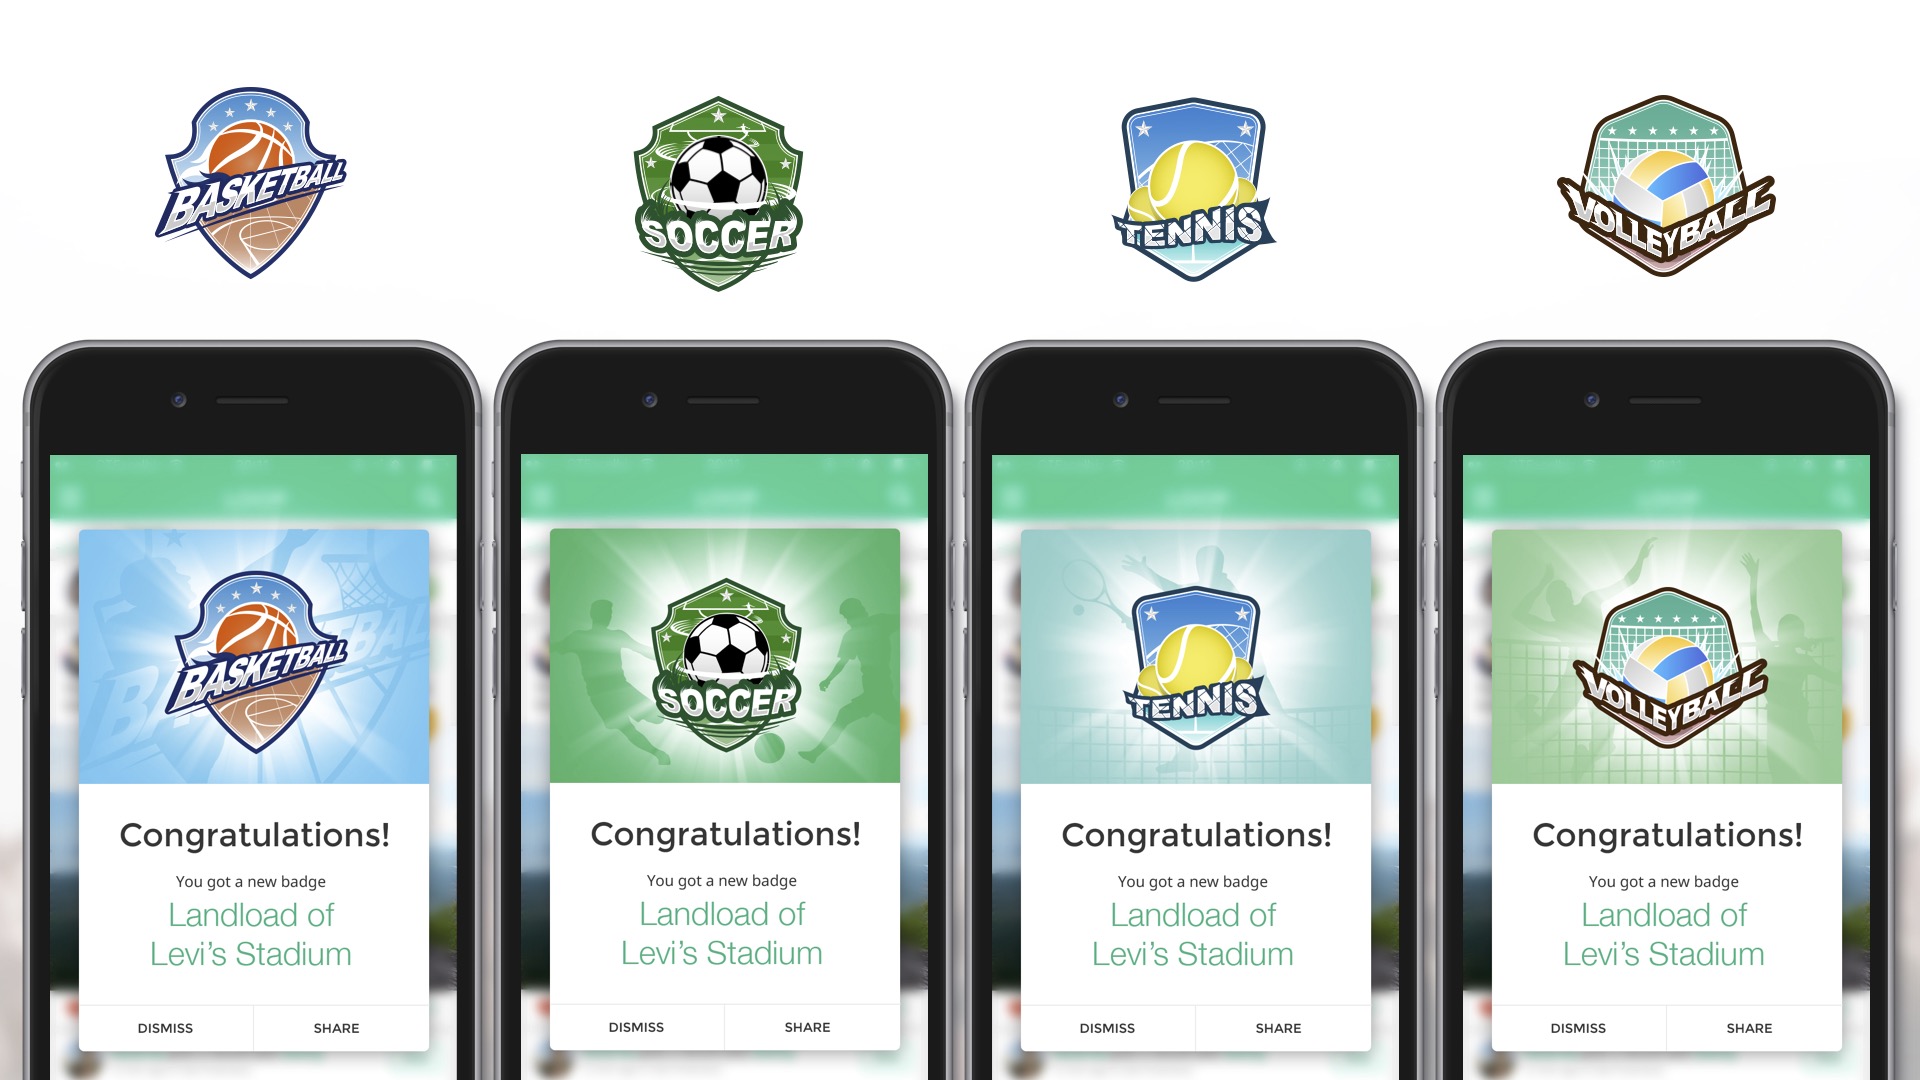 BASKETBALL
SOCCER
TENNIS
VOLLEYBALL
BASKETBALL
Congratulations!
You got a new badge
Landload of
Levi's Stadium
DISMISS SHARE
SOCCER
Congratulations!
You got a new badge
Landload of
Levi's Stadium
DISMISS SHARE
TENNIS
Congratulations!
You got a new badge
Landload of
Levi's Stadium
DISMISS SHARE
VOLLEYBALL
Congratulations!
You got a new badge
Landload of
Levi's Stadium
DISMISS SHARE